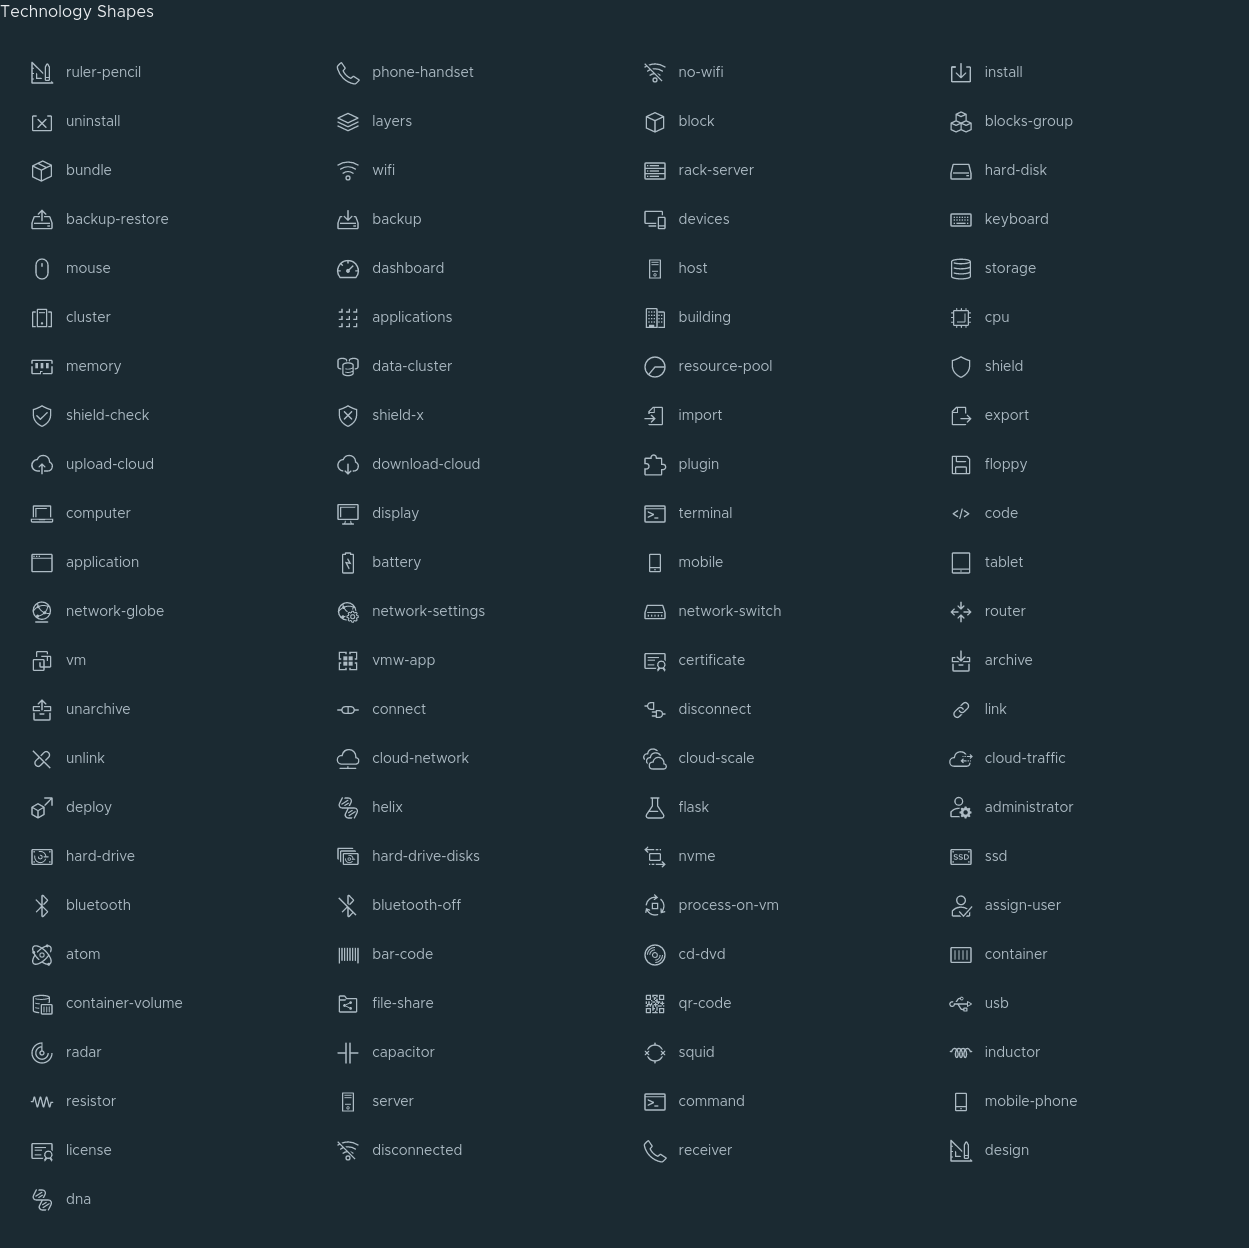 Technology Shapes
ruler-pencil phone-handset no-wifi install
uninstall layers block blocks-group
bundle wifi rack-server hard-disk
backup-restore backup devices keyboard
mouse dashboard host storage
cluster applications building cpu
memory data-cluster resource-pool shield
shield-check shield-x import export
upload-cloud download-cloud plugin floppy
computer display terminal code
application battery mobile tablet
network-globe network-settings network-switch router
vm vmw-app certificate archive
unarchive connect disconnect link
unlink cloud-network cloud-scale cloud-traffic
deploy helix flask administrator
hard-drive hard-drive-disks nvme SSD ssd
bluetooth bluetooth-off process-on-vm assign-user
atom bar-code cd-dvd container
container-volume file-share qr-code usb
radar capacitor squid inductor
resistor server command mobile-phone
license disconnected receiver design
dna